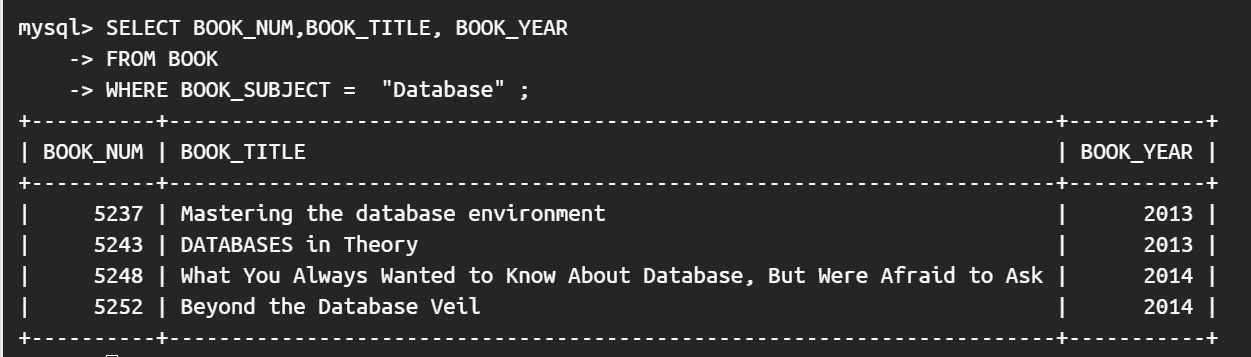 mysql> SELECT BOOK_NUM,BOOK_TITLE, BOOK_YEAR
    -> FROM BOOK
    -> WHERE BOOK_SUBJECT =  "Database" ;
+----------+-----------------------------------------------------------------------+-----------+
| BOOK_NUM | BOOK_TITLE                                                            | BOOK_YEAR |
+----------+-----------------------------------------------------------------------+-----------+
|     5237 | Mastering the database environment                                    |      2013 |
|     5243 | DATABASES in Theory                                                   |      2013 |
|     5248 | What You Always Wanted to Know About Database, But Were Afraid to Ask |      2014 |
|     5252 | Beyond the Database Veil                                              |      2014 |
+----------+-----------------------------------------------------------------------+-----------+